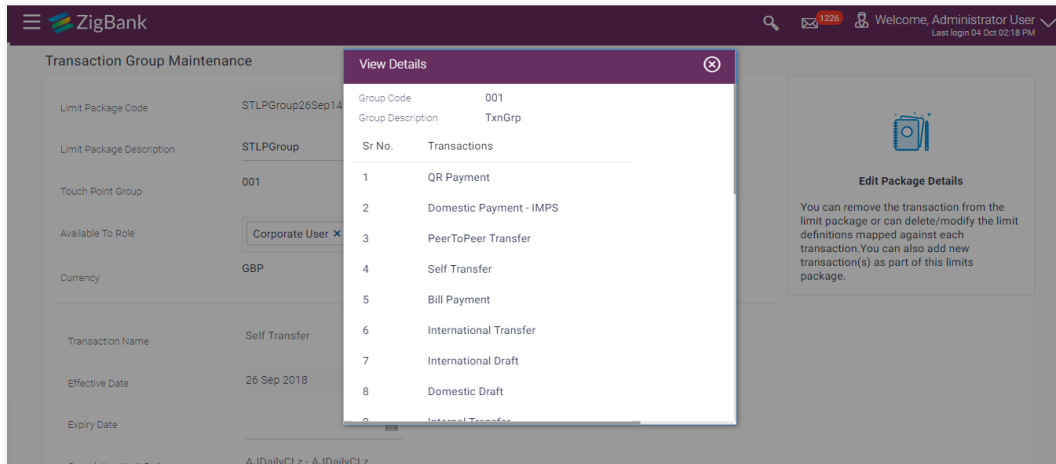 ZigBank
1226
Welcome, Administrator User
Last login 04 Oct 02:18 PM
Transaction Group Maintenance
Limit Package Code STLPGroup26Sep14
Limit Package Description STLPGroup
Touch Point Group 001
Available To Role Corporate User ×
Currency GBP
Transaction Name Self Transfer
Effective Date 26 Sep 2018
Expiry Date
AJDailyCLz - AJDailyCLz
View Details
Group Code 001
Group Description TxnGrp
Sr No. Transactions
1 QR Payment
2 Domestic Payment - IMPS
3 PeerToPeer Transfer
4 Self Transfer
5 Bill Payment
6 International Transfer
7 International Draft
8 Domestic Draft
9 Internal Transfer
Edit Package Details
You can remove the transaction from the
limit package or can delete/modify the limit
definitions mapped against each
transaction.You can also add new
transaction(s) as part of this limits
package.